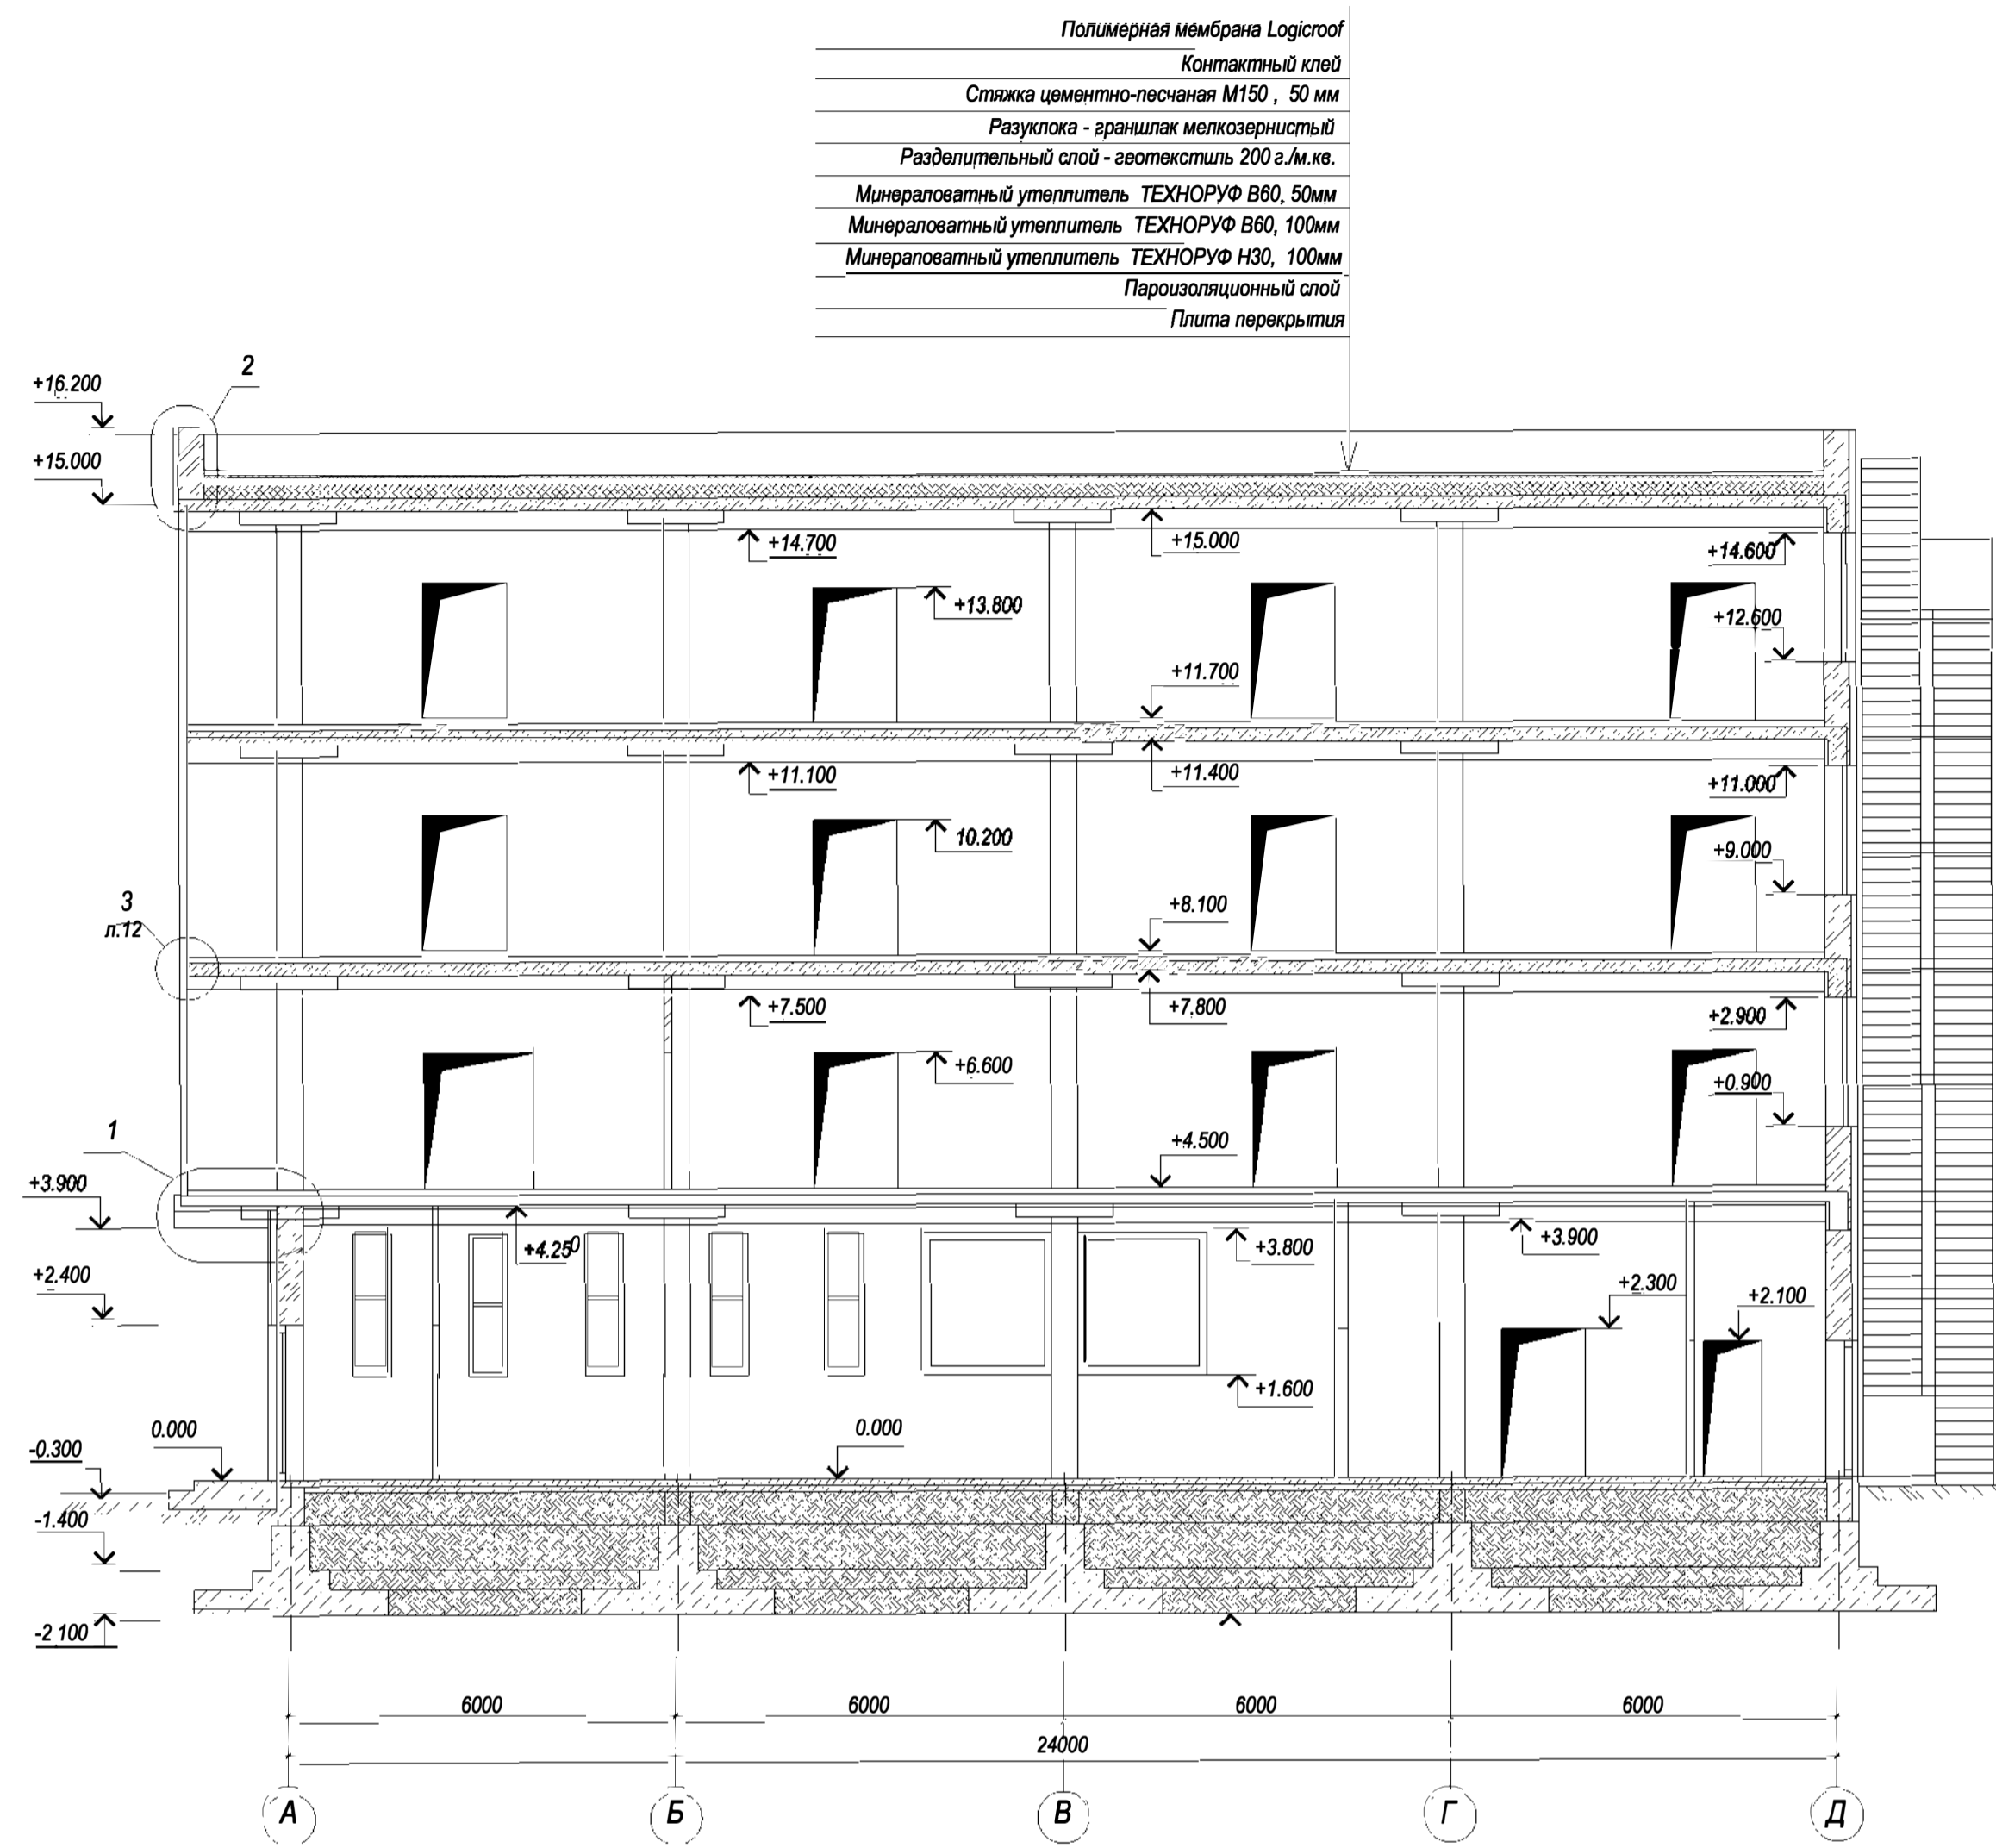 Полимерная мембрана Logicroof
Контактный клей
Стяжка цементно-песчаная М150 , 50 мм
Разуклока - граншлак мелкозернистый
Разделительный слой - геотекстиль 200 г./м.кв.
Минераловатный утеплитель ТЕХНОРУФ В60, 50мм
Минераловатный утеплитель ТЕХНОРУФ В60, 100мм
Минераловатный утеплитель ТЕХНОРУФ Н30, 100мм
Пароизоляционный слой
Плита перекрытия
2
+16.200
+15.000
+14.700
+15.000
+14.600
+13.800
+12.600
+11.700
+11.100
+11.400
+11.000
10.200
+9.000
3
л.12
+8.100
+7.500
+7.800
+2.900
+6.600
+0.900
1
+4.500
+3.900
+4.250
+3.800
+3.900
+2.400
+2.300
+2.100
+1.600
0.000
0.000
-0.300
-1.400
-2 100
6000
6000
6000
6000
24000
А
Б
В
Г
Д